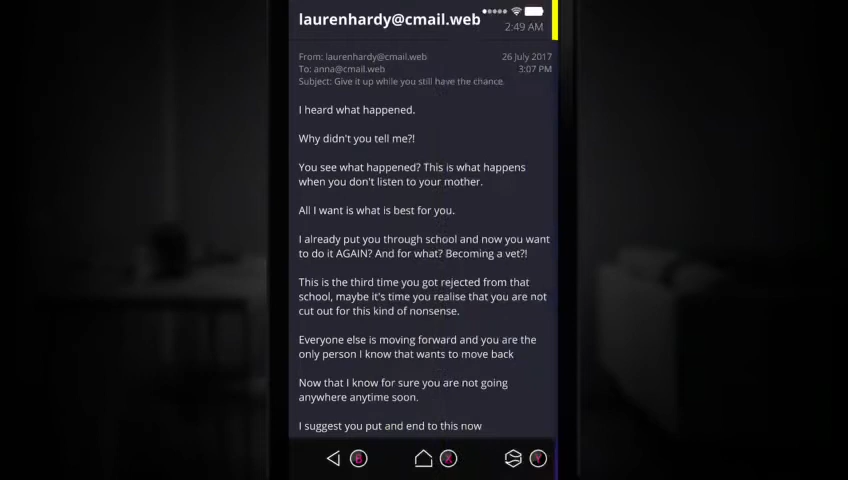 laurenhardy@cmail.web
2:49 AM
From: laurenhardy@cmail.web
26 July 2017
To: anna@cmail.web
3:07 PM
Subject: Give it up while you still have the chance.
I heard what happened.
Why didn't you tell me?!
You see what happened? This is what happens
when you don't listen to your mother.
All I want is what is best for you.
I already put you through school and now you want
to do it AGAIN? And for what? Becoming a vet?!
This is the third time you got rejected from that
school, maybe it's time you realise that you are not
cut out for this kind of nonsense.
Everyone else is moving forward and you are the
only person I know that wants to move back
Now that I know for sure you are not going
anywhere anytime soon.
I suggest you put and end to this now
B
X
Y